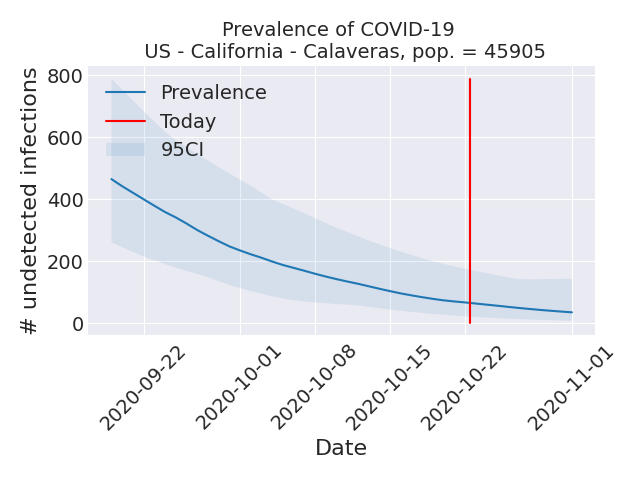 Prevalence of COVID-19
US - California - Calaveras, pop. = 45905
# undetected infections
800
600
400
200
0
Prevalence
Today
95CI
2020-09-22
2020-10-01
2020-10-08
2020-10-15
2020-10-22
2020-11-01
Date